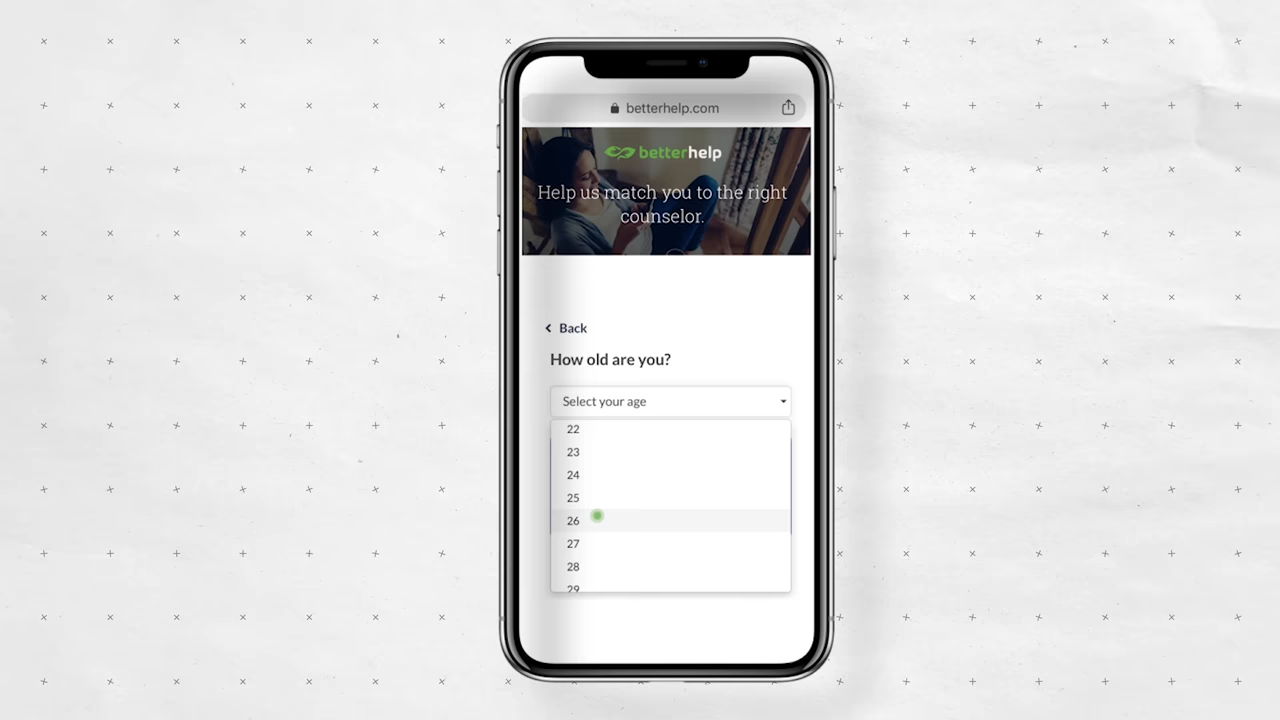 betterhelp.com
betterhelp
Help us match you to the right
counselor.
Back
How old are you?
Select your age
22
23
24
25
26
27
28
29